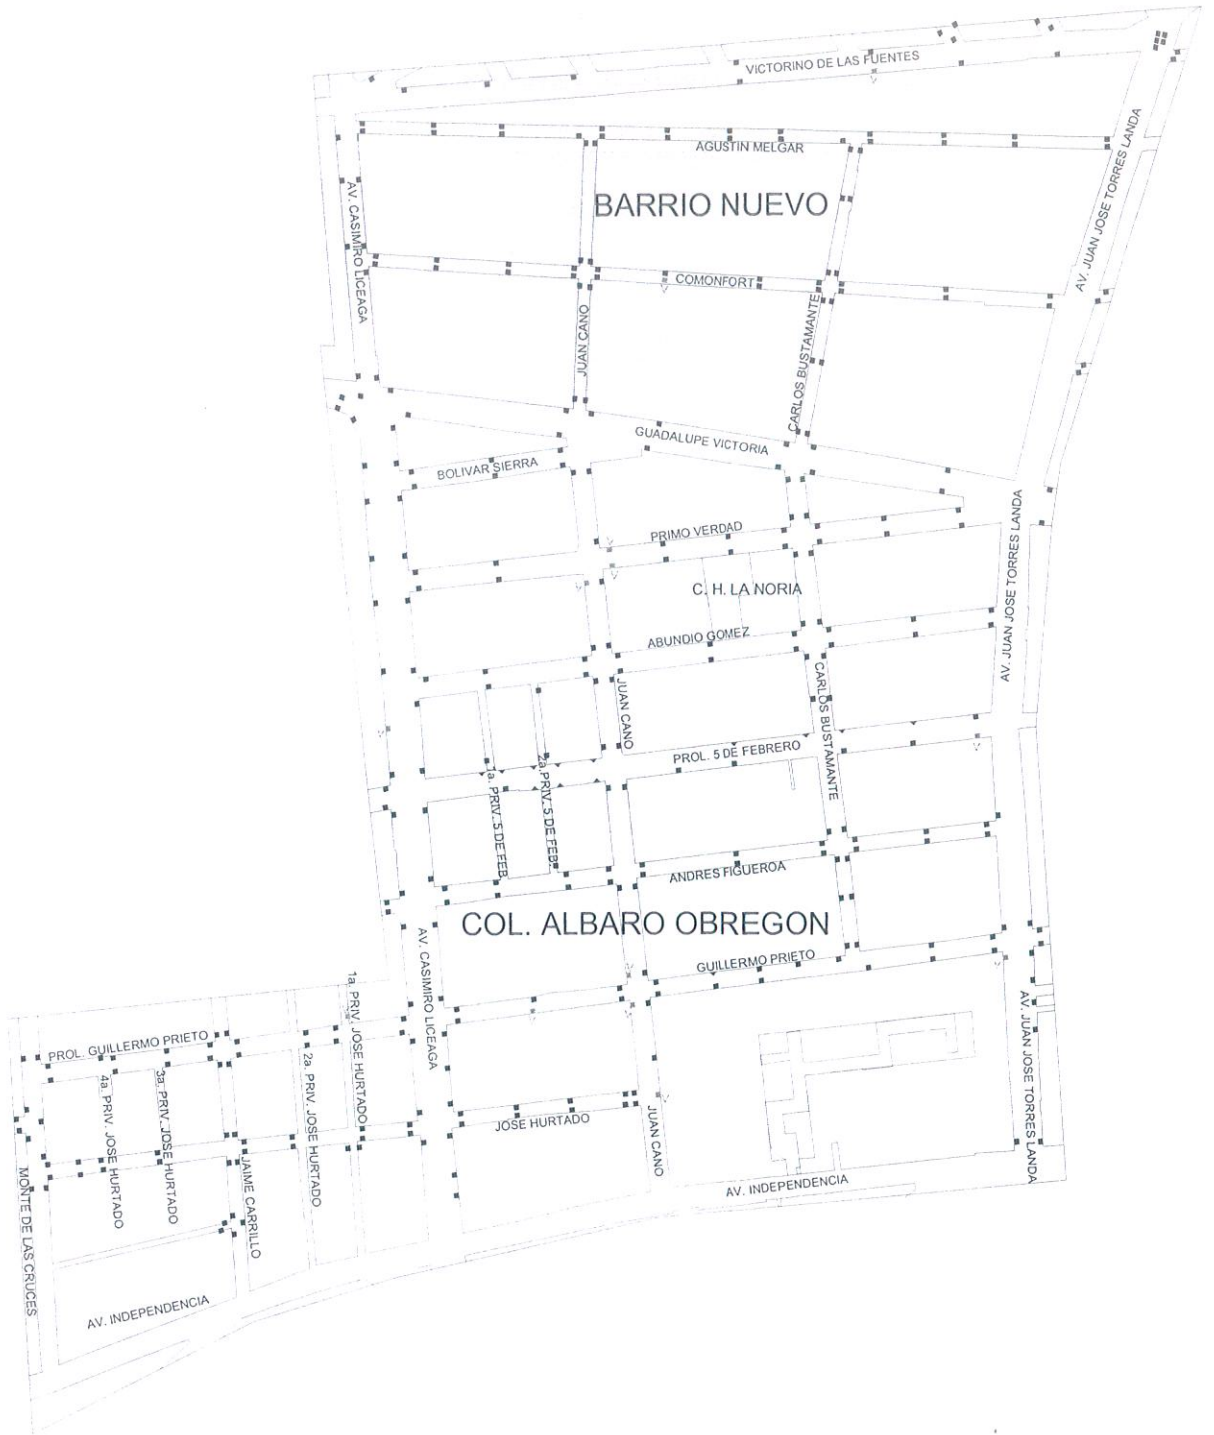 VICTORINO DE LAS FUENTES
AGUSTIN MELGAR
AV. JUAN JOSE TORRES LANDA
BARRIO NUEVO
AV. CASIMIRO LICEAGA
COMONFORT
JUAN CANO
CARLOS BUSTAMANTE
GUADALUPE VICTORIA
BOLIVAR SIERRA
PRIMO VERDAD
AV. JUAN JOSE TORRES LANDA
C. H. LA NORIA
ABUNDIO GOMEZ
JUAN CANO
CARLOS BUSTAMANTE
PROL. 5 DE FEBRERO
1a. PRIV. 5 DE FEB.
2a. PRIV. 5 DE FEB.
ANDRES FIGUEROA
COL. ALBARO OBREGON
AV. CASIMIRO LICEAGA
GUILLERMO PRIETO
1a. PRIV. JOSE HURTADO
PROL. GUILLERMO PRIETO
2a. PRIV. JOSE HURTADO
3a. PRIV. JOSE HURTADO
4a. PRIV. JOSE HURTADO
AV. JUAN JOSE TORRES LANDA
JOSE HURTADO
JUAN CANO
JAIME CARRILLO
MONTE DE LAS CRUCES
AV. INDEPENDENCIA
AV. INDEPENDENCIA